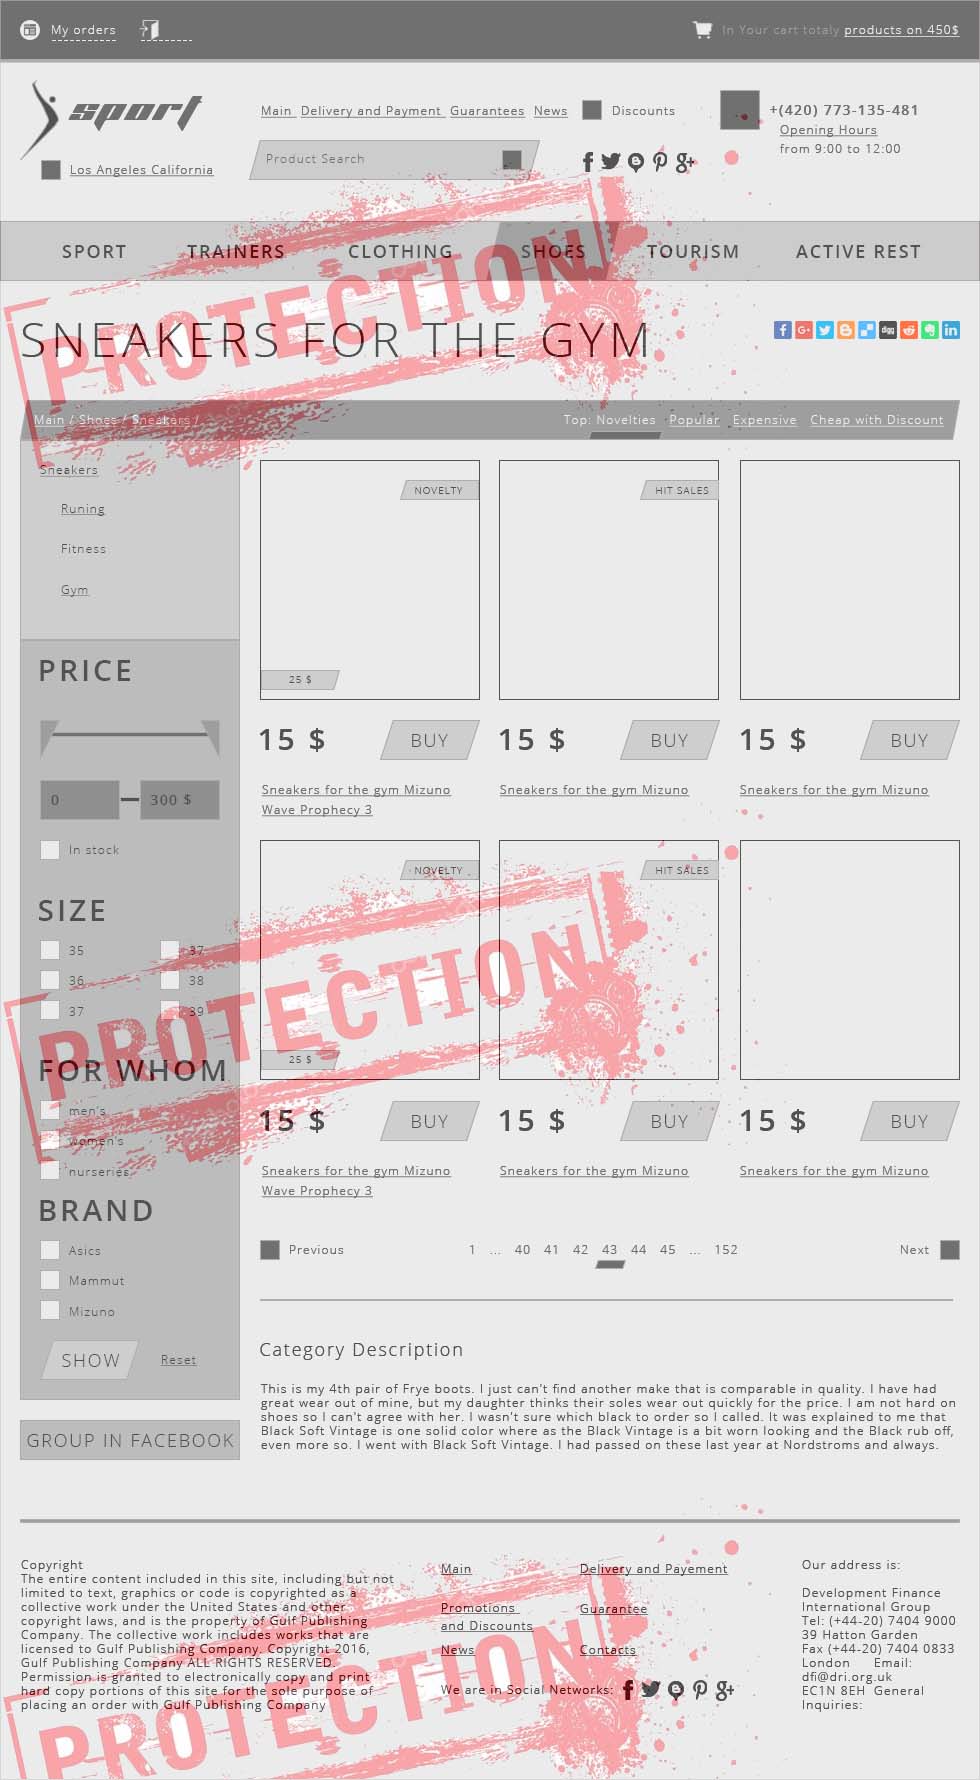 My orders
In Your cart totaly products on 450$
sport
Main Delivery and Payment Guarantees News Discounts
+(420) 773-135-481
Opening Hours
from 9:00 to 12:00
Product Search
Los Angeles California
SPORT TRAINERS CLOTHING SHOES TOURISM ACTIVE REST
PROTECTION
SNEAKERS FOR THE GYM
digg
Main / Shoes / Sneakers /
Top: Novelties Popular Expensive Cheap with Discount
Sneakers
Runing
Fitness
Gym
NOVELTY
HIT SALES
25 $
PRICE
0 300 $
In stock
15 $ BUY
15 $ BUY
15 $ BUY
Sneakers for the gym Mizuno
Wave Prophecy 3
Sneakers for the gym Mizuno
Sneakers for the gym Mizuno
SIZE
35 37
36 38
37 39
NOVELTY
HIT SALES
PROTECTION
25 $
FOR WHOM
men's
women's
nurseries
15 $ BUY
15 $ BUY
15 $ BUY
Sneakers for the gym Mizuno
Wave Prophecy 3
Sneakers for the gym Mizuno
Sneakers for the gym Mizuno
BRAND
Asics
Mammut
Mizuno
SHOW Reset
GROUP IN FACEBOOK
Previous 1 ... 40 41 42 43 44 45 ... 152 Next
Category Description
This is my 4th pair of Frye boots. I just can't find another make that is comparable in quality. I have had
great wear out of mine, but my daughter thinks their soles wear out quickly for the price. I am not hard on
shoes so I can't agree with her. I wasn't sure which black to order so I called. It was explained to me that
Black Soft Vintage is one solid color where as the Black Vintage is a bit worn looking and the Black rub off,
even more so. I went with Black Soft Vintage. I had passed on these last year at Nordstroms and always.
Copyright
The entire content included in this site, including but not
limited to text, graphics or code is copyrighted as a
collective work under the United States and other
copyright laws, and is the property of Gulf Publishing
Company. The collective work includes works that are
licensed to Gulf Publishing Company. Copyright 2016,
Gulf Publishing Company ALL RIGHTS RESERVED.
Permission is granted to electronically copy and print
hard copy portions of this site for the sole purpose of
placing an order with Gulf Publishing Company
Main
Promotions
and Discounts
News
Delivery and Payement
Guarantee
Contacts
We are in Social Networks:
PROTECTION
Our address is:
Development Finance
International Group
Tel: (+44-20) 7404 9000
39 Hatton Garden
Fax (+44-20) 7404 0833
London Email:
dfi@dri.org.uk
EC1N 8EH General
Inquiries: